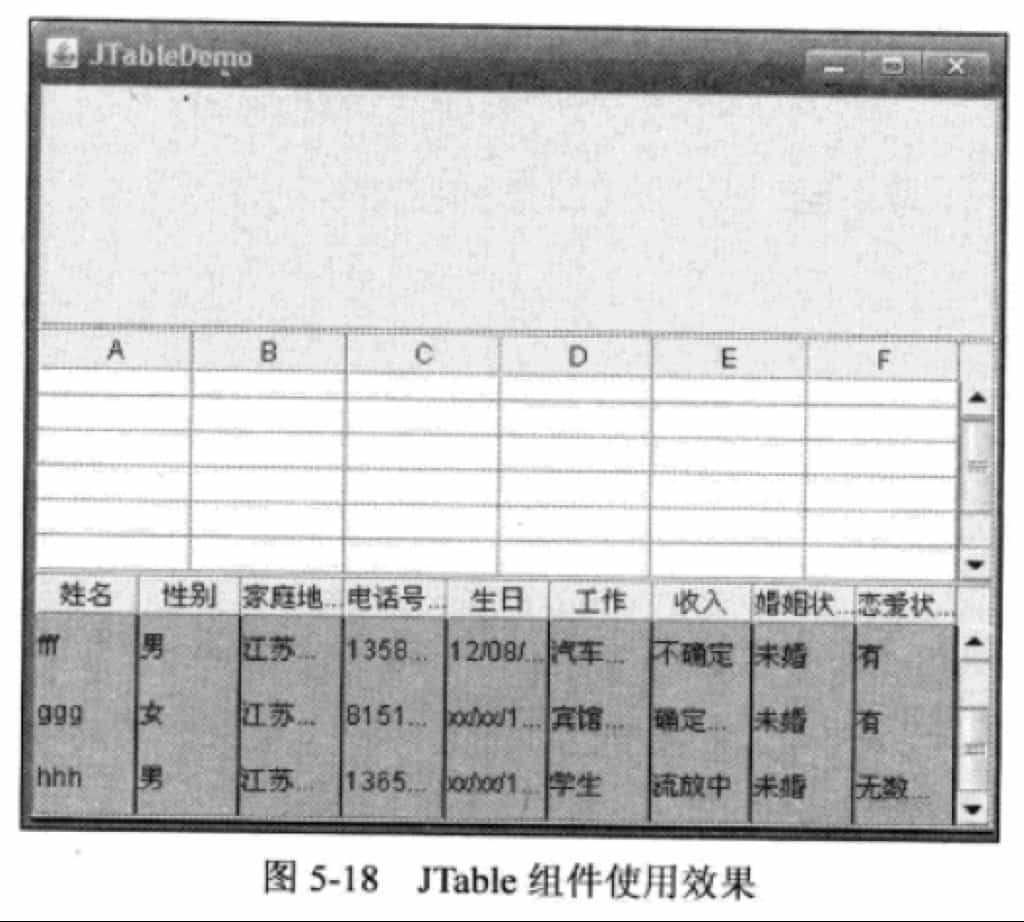 JTableDemo
A B C D E F
姓名 性别 家庭地... 电话号... 生日 工作 收入 婚姻状... 恋爱状...
fff 男 江苏... 1358... 12/08/... 汽车... 不确定 未婚 有
ggg 女 江苏... 8151... xx/xx/1... 宾馆... 确定... 未婚 有
hhh 男 江苏... 1365... xx/xx/1... 学生 流放中 未婚 无数...
图 5-18 JTable 组件使用效果